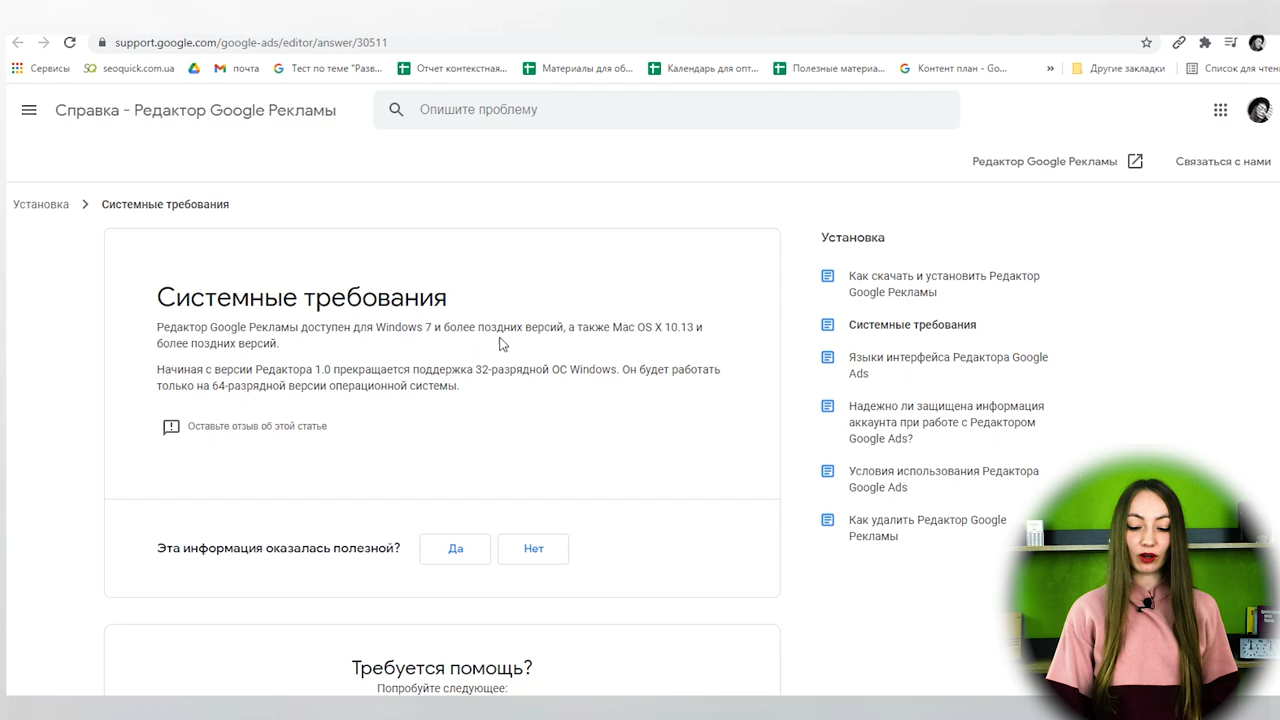 support.google.com/google-ads/editor/answer/30511
Сервисы
SQ seoquick.com.ua
почта
Тест по теме "Разв...
Отчет контекстная...
Материалы для об...
Календарь для опт...
Полезные материа...
Контент план - Go...
»
Другие закладки
Список для чтен
Справка - Редактор Google Рекламы
Опишите проблему
Редактор Google Рекламы
Связаться с нами
Установка
Системные требования
Системные требования
Редактор Google Рекламы доступен для Windows 7 и более поздних версий, а также Mac OS X 10.13 и
более поздних версий.
Начиная с версии Редактора 1.0 прекращается поддержка 32-разрядной ОС Windows. Он будет работать
только на 64-разрядной версии операционной системы.
Оставьте отзыв об этой статье
Эта информация оказалась полезной?
Да
Нет
Требуется помощь?
Попробуйте следующее:
Установка
Как скачать и установить Редактор
Google Рекламы
Системные требования
Языки интерфейса Редактора Google
Ads
Надежно ли защищена информация
аккаунта при работе с Редактором
Google Ads?
Условия использования Редактора
Google Ads
Как удалить Редактор Google
Рекламы